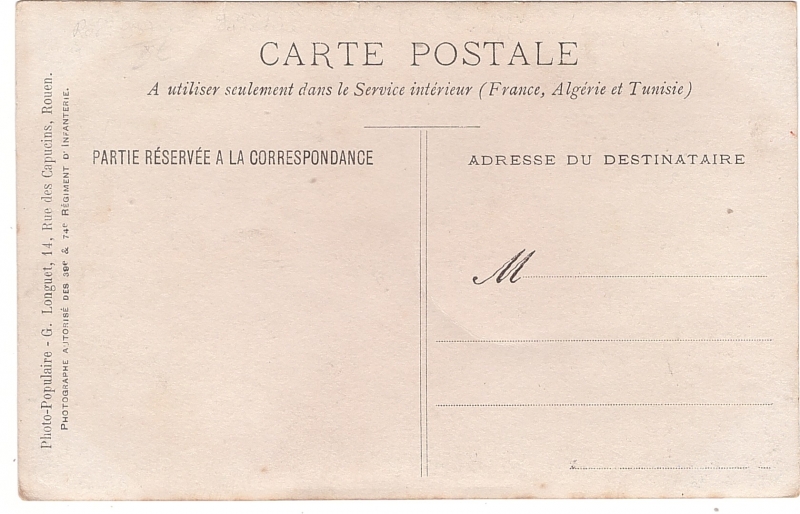 CARTE POSTALE
A utiliser seulement dans le Service intérieur (France, Algérie et Tunisie)
PARTIE RÉSERVÉE A LA CORRESPONDANCE
ADRESSE DU DESTINATAIRE
M
Photo-Populaire - G. Longuet, 14, Rue des Capucins, Rouen.
PHOTOGRAPHE AUTORISÉ DES 39e & 74e RÉGIMENT D'INFANTERIE.